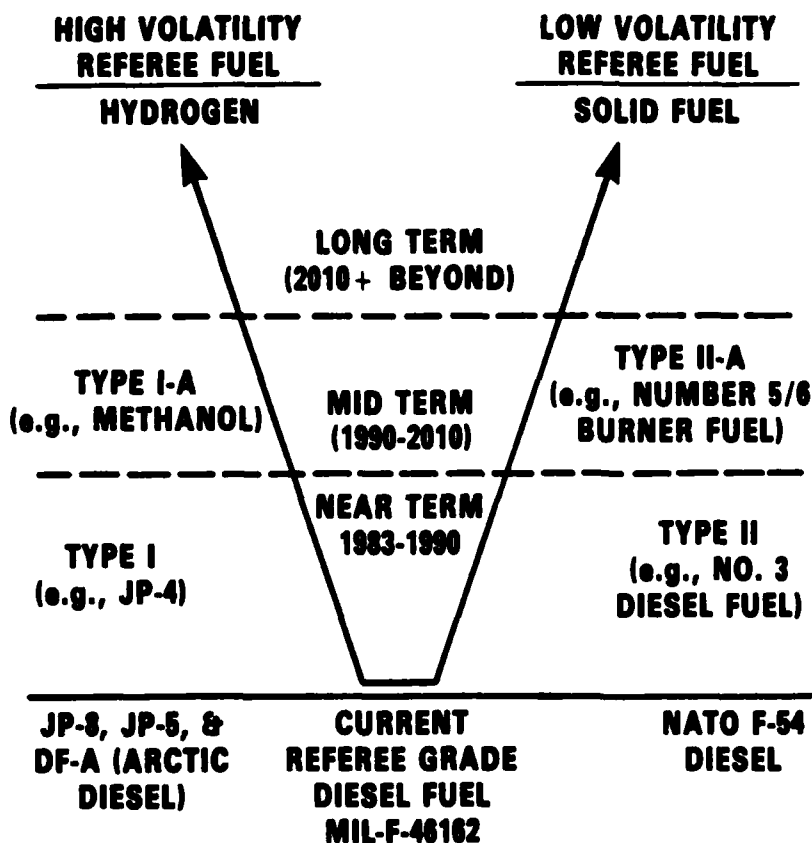 HIGH VOLATILITY
REFEREE FUEL
HYDROGEN
LOW VOLATILITY
REFEREE FUEL
SOLID FUEL
LONG TERM
(2010+ BEYOND)
TYPE I-A
(e.g., METHANOL)
MID TERM
(1990-2010)
TYPE II-A
(e.g., NUMBER 5/6
BURNER FUEL)
NEAR TERM
1983-1990
TYPE I
(e.g., JP-4)
TYPE II
(e.g., NO. 3
DIESEL FUEL)
JP-8, JP-5, &
DF-A (ARCTIC
DIESEL)
CURRENT
REFEREE GRADE
DIESEL FUEL
MIL-F-46162
NATO F-54
DIESEL